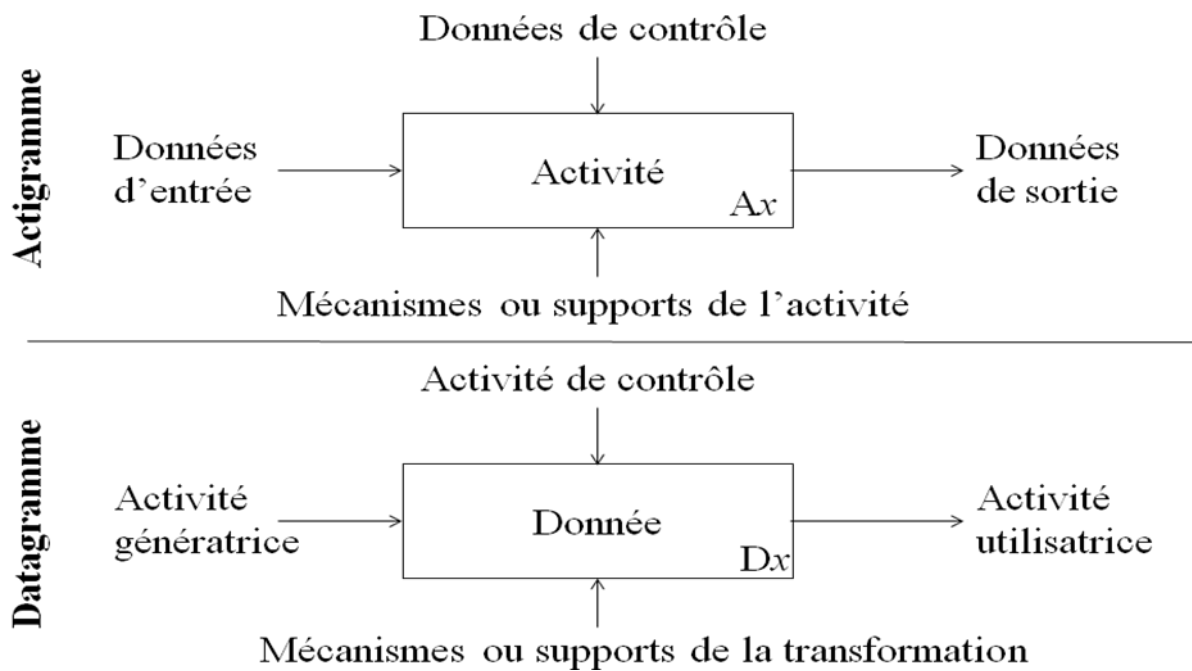 Actigramme
Données de contrôle
Données
d’entrée
Activité
Ax
Données
de sortie
Mécanismes ou supports de l’activité
Datagramme
Activité de contrôle
Activité
génératrice
Donnée
Dx
Activité
utilisatrice
Mécanismes ou supports de la transformation